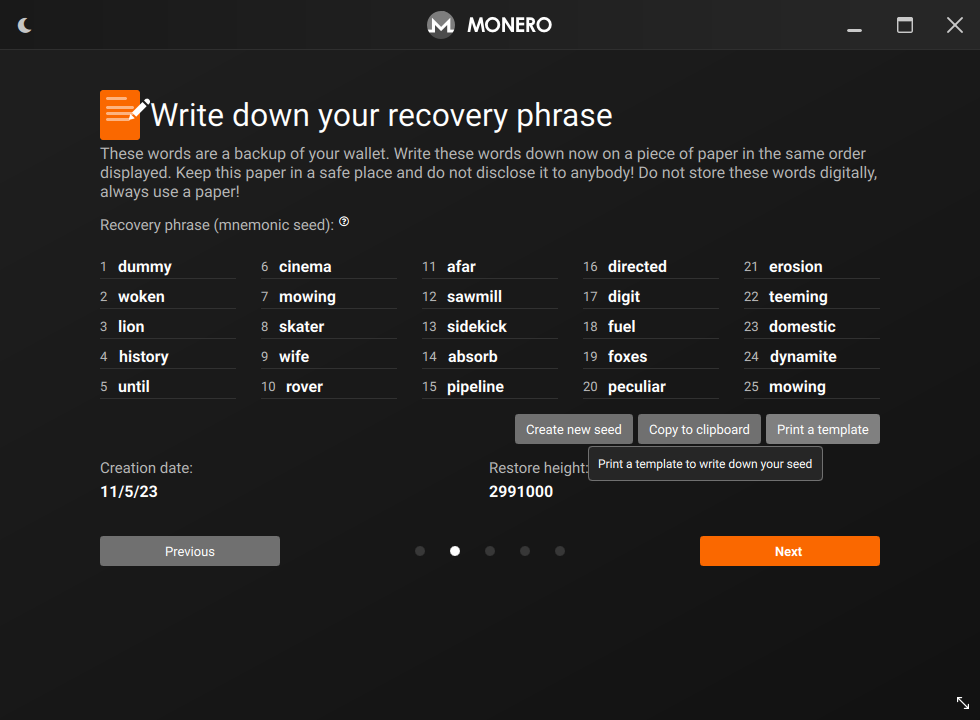 MONERO
Write down your recovery phrase
These words are a backup of your wallet. Write these words down now on a piece of paper in the same order
displayed. Keep this paper in a safe place and do not disclose it to anybody! Do not store these words digitally,
always use a paper!
Recovery phrase (mnemonic seed): ?
1 dummy 6 cinema 11 afar 16 directed 21 erosion
2 woken 7 mowing 12 sawmill 17 digit 22 teeming
3 lion 8 skater 13 sidekick 18 fuel 23 domestic
4 history 9 wife 14 absorb 19 foxes 24 dynamite
5 until 10 rover 15 pipeline 20 peculiar 25 mowing
Create new seed Copy to clipboard Print a template
Print a template to write down your seed
Creation date: Restore height:
11/5/23 2991000
Previous Next